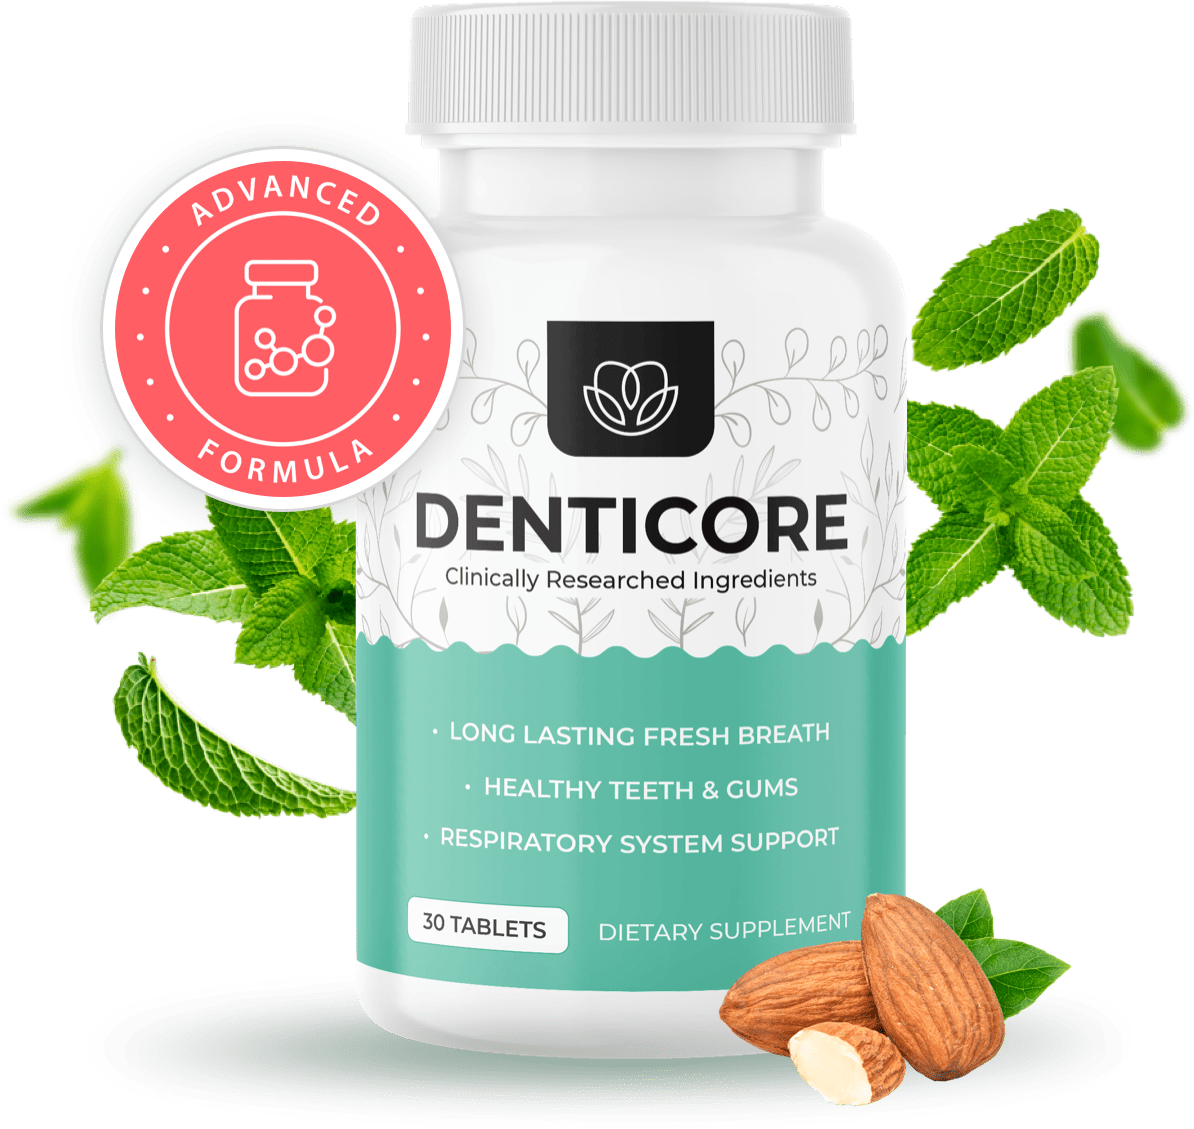 ADVANCED
FORMULA
DENTICORE
Clinically Researched Ingredients
• LONG LASTING FRESH BREATH
• HEALTHY TEETH & GUMS
• RESPIRATORY SYSTEM SUPPORT
30 TABLETS
DIETARY SUPPLEMENT